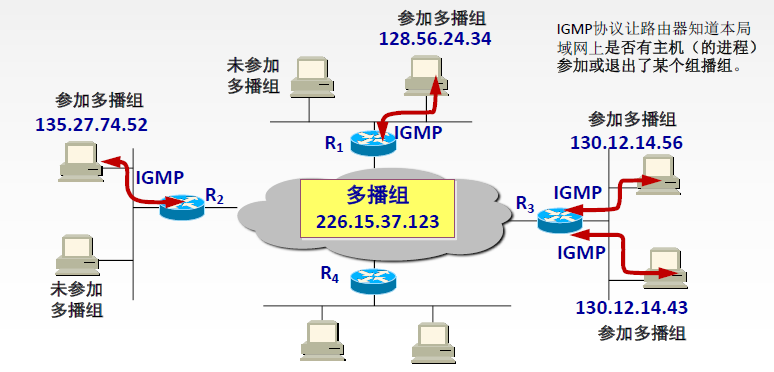 参加多播组
128.56.24.34
IGMP协议让路由器知道本局
域网上是否有主机（的进程）
参加或退出了某个组播组。
未参加
多播组
参加多播组
135.27.74.52
R1
IGMP
参加多播组
130.12.14.56
IGMP
R2
多播组
226.15.37.123
R3
IGMP
IGMP
未参加
多播组
R4
130.12.14.43
参加多播组